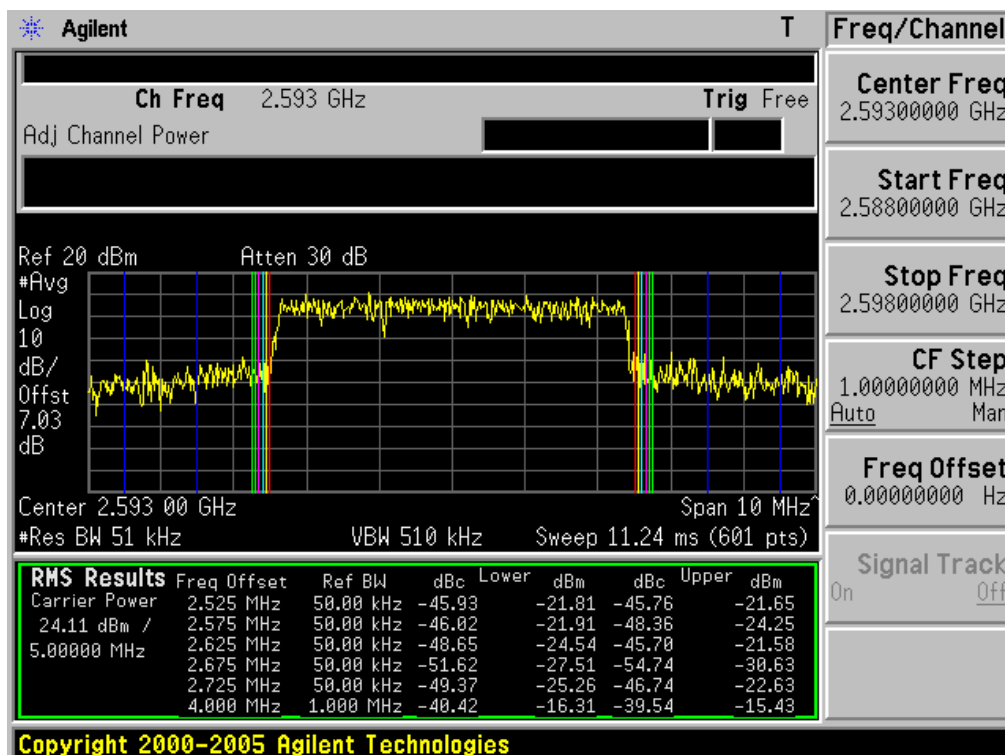 Agilent T
Freq/Channel
Ch Freq 2.593 GHz Trig Free
Adj Channel Power
Ref 20 dBm Atten 30 dB
#Avg
Log
10
dB/
Offst
7.03
dB
Center 2.593 00 GHz Span 10 MHz^
#Res BW 51 kHz VBW 510 kHz Sweep 11.24 ms (601 pts)
RMS Results Freq Offset Ref BW dBc Lower dBm dBc Upper dBm
Carrier Power 2.525 MHz 50.00 kHz -45.93 -21.81 -45.76 -21.65
24.11 dBm / 2.575 MHz 50.00 kHz -46.02 -21.91 -48.36 -24.25
5.00000 MHz 2.625 MHz 50.00 kHz -48.65 -24.54 -45.70 -21.58
2.675 MHz 50.00 kHz -51.62 -27.51 -54.74 -30.63
2.725 MHz 50.00 kHz -49.37 -25.26 -46.74 -22.63
4.000 MHz 1.000 MHz -40.42 -16.31 -39.54 -15.43
Copyright 2000-2005 Agilent Technologies
Center Freq
2.59300000 GHz
Start Freq
2.58800000 GHz
Stop Freq
2.59800000 GHz
CF Step
1.00000000 MHz
Auto Man
Freq Offset
0.00000000 Hz
Signal Track
On Off